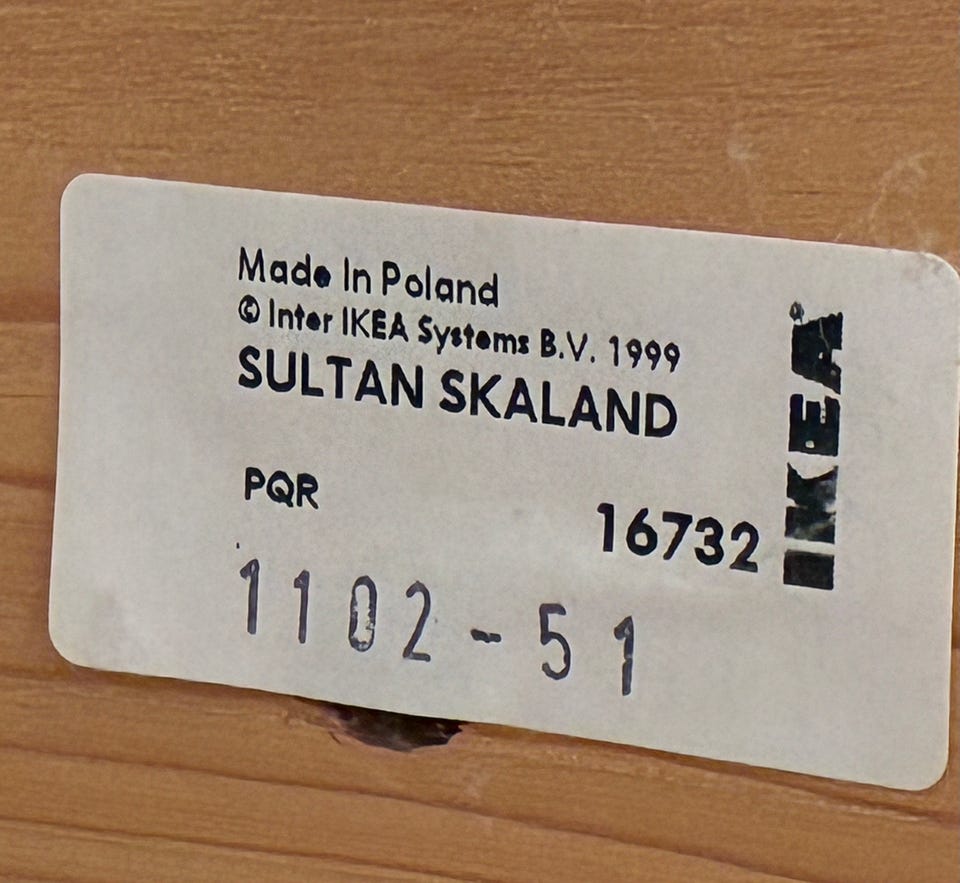 Made In Poland
© Inter IKEA Systems B.V. 1999
SULTAN SKALAND
PQR
16732
1102-51
IKEA